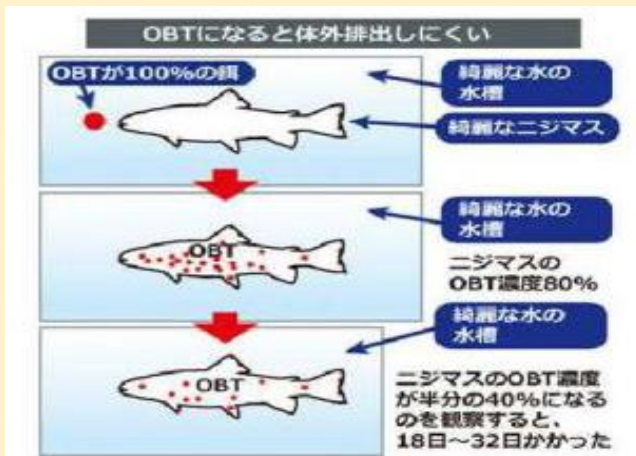 OBTになると体外排出しにくい
OBTが100%の餌
綺麗な水の
水槽
綺麗なニジマス
綺麗な水の
水槽
OBT
ニジマスの
OBT濃度80%
綺麗な水の
水槽
OBT
ニジマスのOBT濃度
が半分の40%になる
のを観察すると、
18日～32日かかった